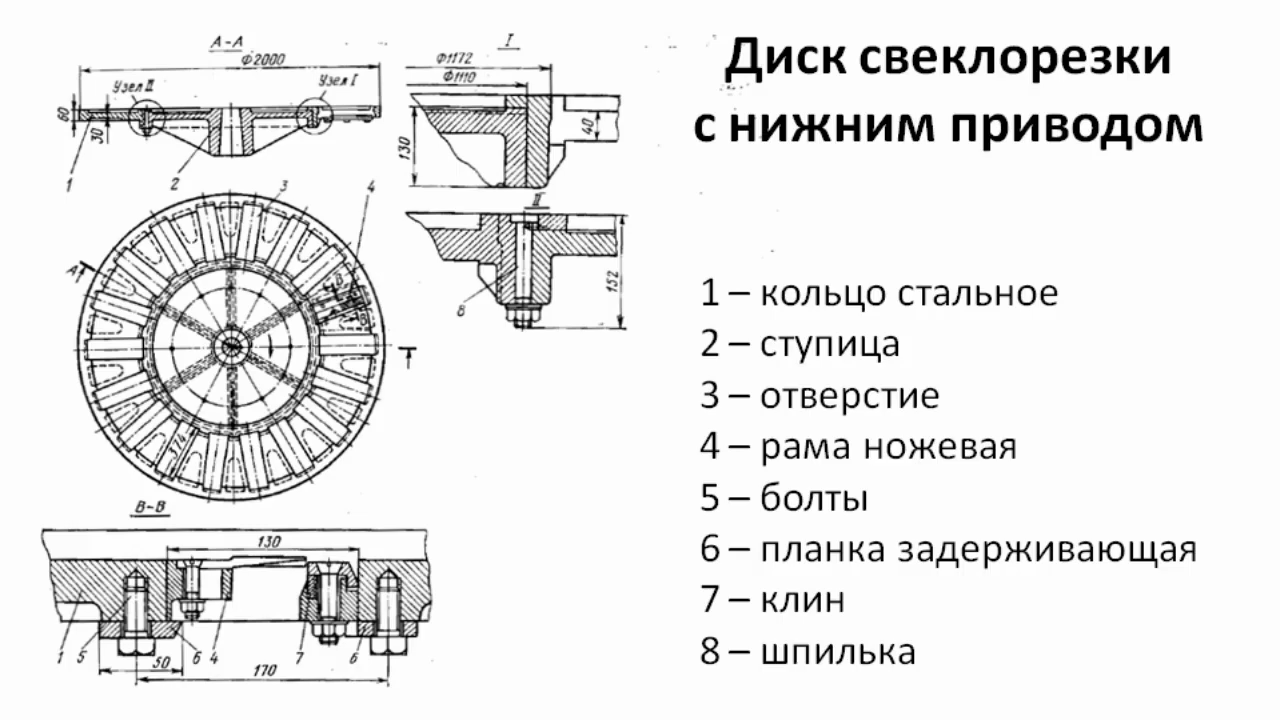 Диск свеклорезки
с нижним приводом
А-А
Ф2000
Узел II
Узел I
60
30
1
2
I
Ф1172
Ф1110
130
40
3
4
А
174
II
152
8
В-В
130
1
5
50
6
4
7
6
170
1 – кольцо стальное
2 – ступица
3 – отверстие
4 – рама ножевая
5 – болты
6 – планка задерживающая
7 – клин
8 – шпилька